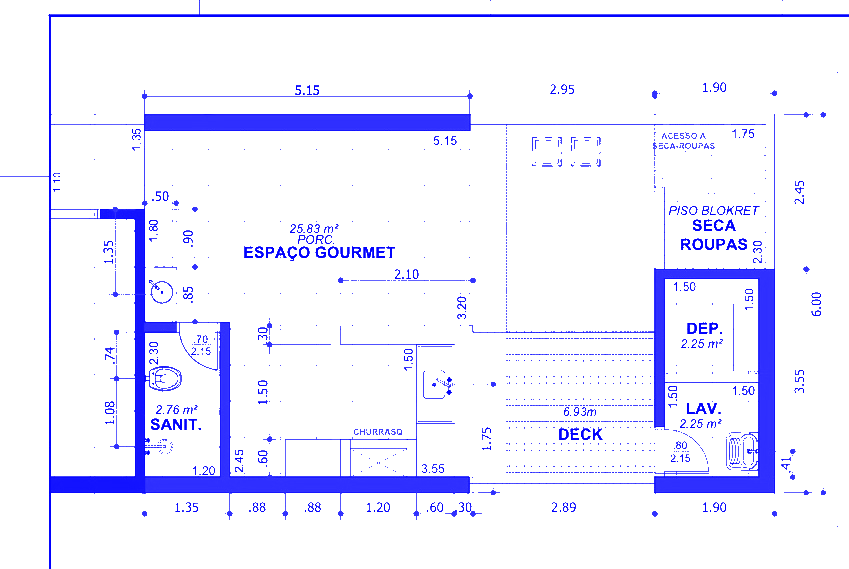 5.15
2.95
1.90
1.35
5.15
ACESSO A
SECA-ROUPAS
1.75
1.10
.50
1.80
.90
1.35
25.83 m²
PORC.
ESPAÇO GOURMET
PISO BLOKRET
SECA
ROUPAS
2.30
2.45
2.10
.85
3.20
1.50
1.50
6.00
.30
.70
2.15
2.30
.74
1.50
DEP.
2.25 m²
3.55
1.50
1.08
2.76 m²
SANIT.
1.50
1.50
LAV.
2.25 m²
6.93m
DECK
CHURRASQ
1.75
.80
2.15
.41
1.20
2.45
.60
3.55
1.35
.88
.88
1.20
.60
.30
2.89
1.90